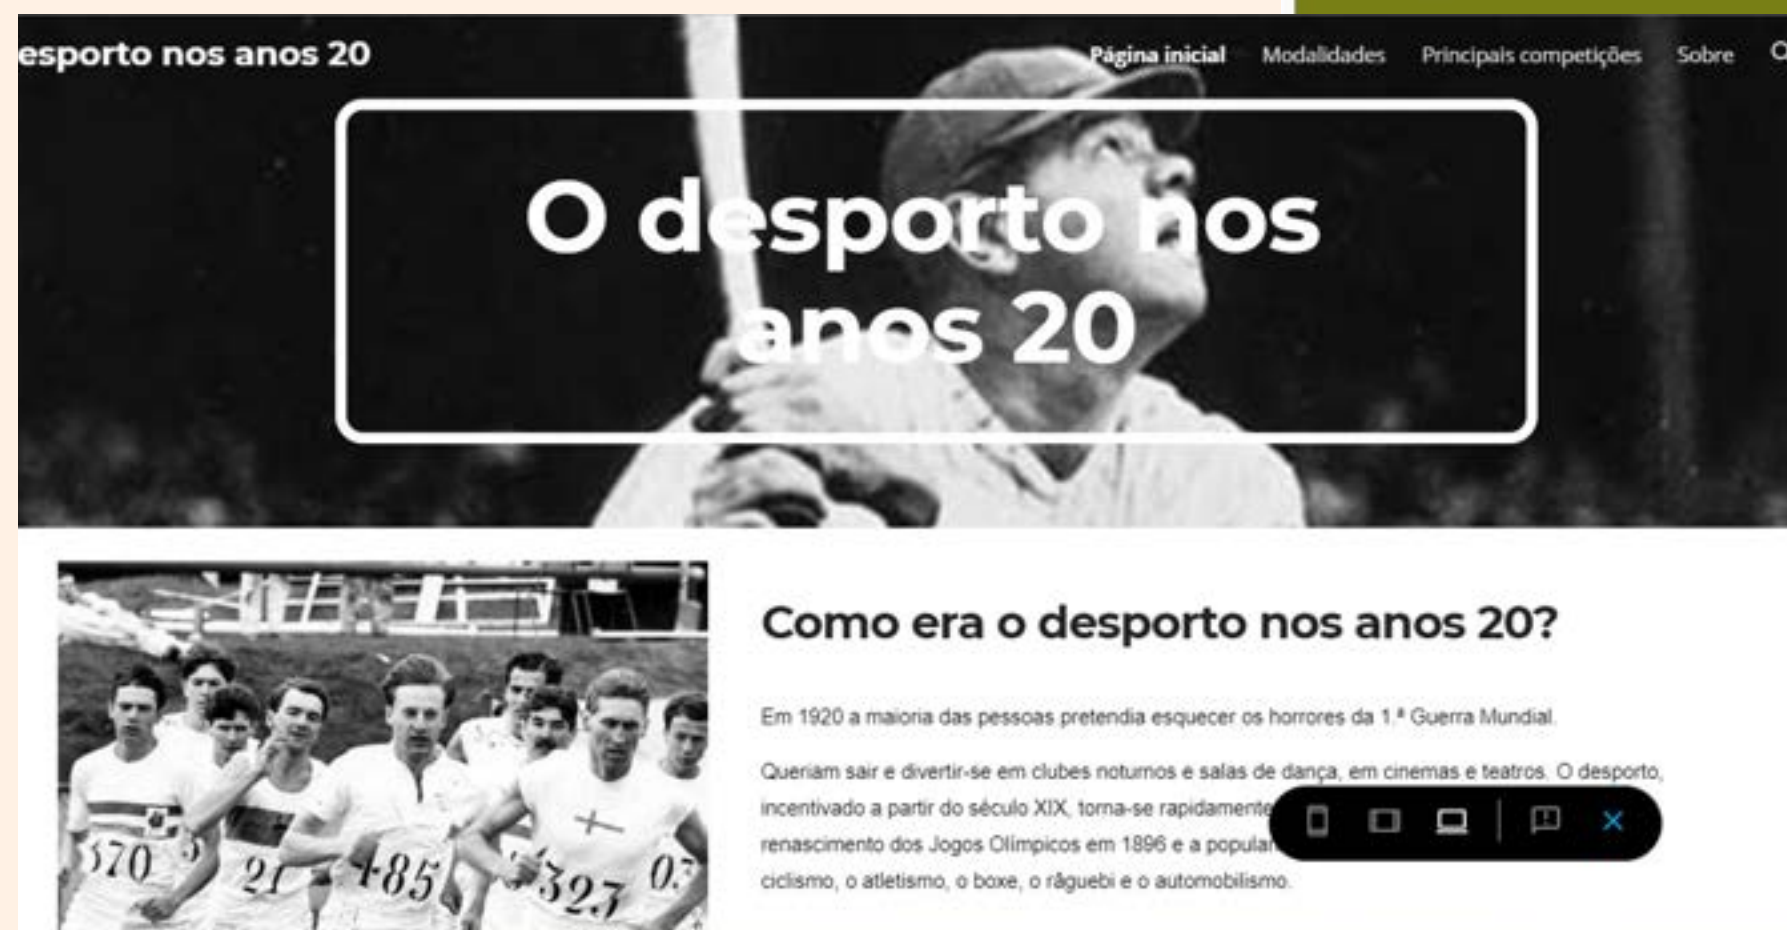 esporto nos anos 20
Página inicial Modalidades Principais competições Sobre
O desporto nos
anos 20
Como era o desporto nos anos 20?
Em 1920 a maioria das pessoas pretendia esquecer os horrores da 1.ª Guerra Mundial.
Queriam sair e divertir-se em clubes noturnos e salas de dança, em cinemas e teatros. O desporto,
incentivado a partir do século XIX, torna-se rapidamente
renascimento dos Jogos Olímpicos em 1896 e a
ciclismo, o atletismo, o boxe, o râguebi e o automobilismo.
370 21 485 323 03